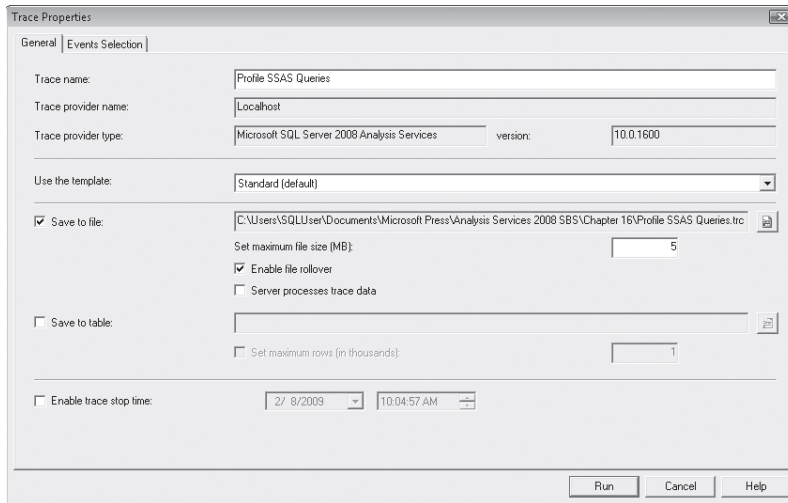 Trace Properties
General Events Selection
Trace name: Profile SSAS Queries
Trace provider name: Localhost
Trace provider type: Microsoft SQL Server 2008 Analysis Services version: 10.0.1600
Use the template: Standard (default)
Save to file: C:\Users\SQLUser\Documents\Microsoft Press\Analysis Services 2008 SBS\Chapter 16\Profile SSAS Queries.trc
Set maximum file size (MB): 5
Enable file rollover
Server processes trace data
Save to table:
Set maximum rows (in thousands): 1
Enable trace stop time: 2/ 8/2009 10:04:57 AM
Run Cancel Help